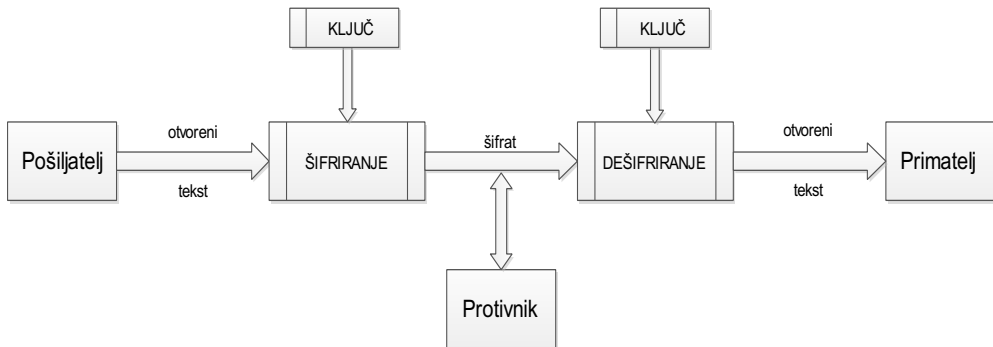 KLJUČ
KLJUČ
otvoreni
šifrat
otvoreni
Pošiljatelj
ŠIFRIRANJE
DEŠIFRIRANJE
Primatelj
tekst
tekst
Protivnik